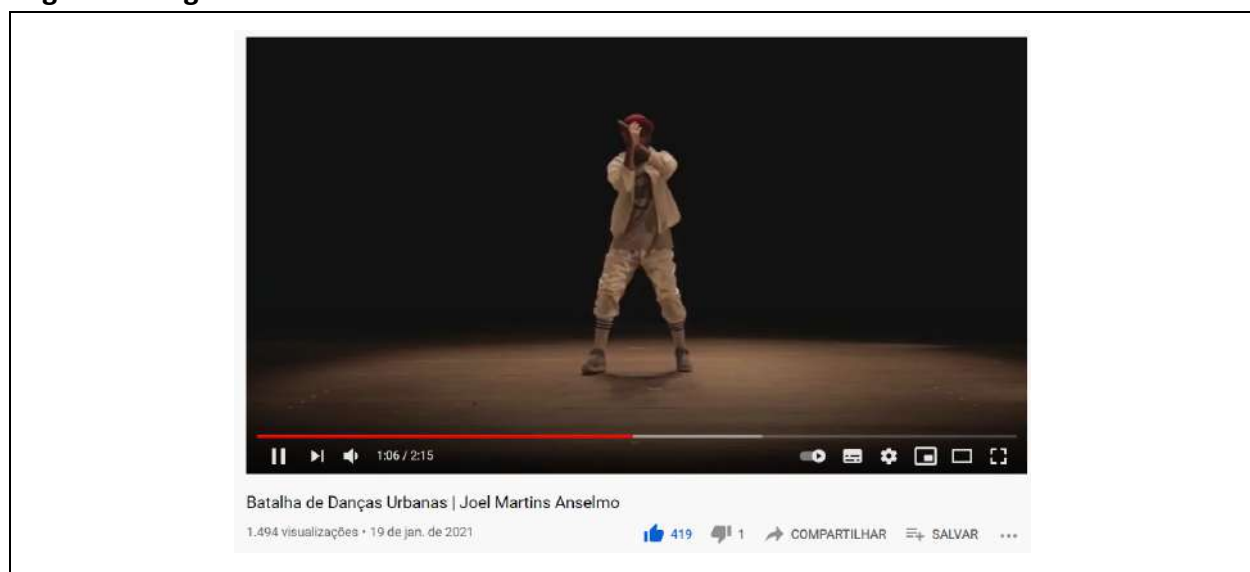 1:06 / 2:15
Batalha de Danças Urbanas | Joel Martins Anselmo
1.494 visualizações • 19 de jan. de 2021
419 1 COMPARTILHAR SALVAR ...